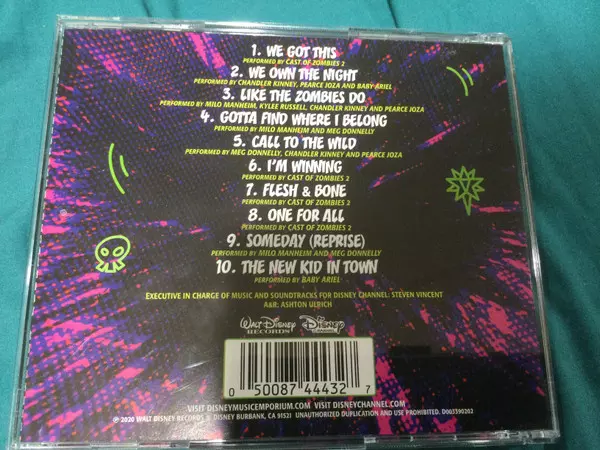 1. WE GOT THIS
PERFORMED BY CAST OF ZOMBIES 2
2. WE OWN THE NIGHT
PERFORMED BY CHANDLER KINNEY, PEARCE JOZA AND BABY ARIEL
3. LIKE THE ZOMBIES DO
PERFORMED BY MILO MANHEIM, KYLEE RUSSELL, CHANDLER KINNEY AND PEARCE JOZA
4. GOTTA FIND WHERE I BELONG
PERFORMED BY MILO MANHEIM AND MEG DONNELLY
5. CALL TO THE WILD
PERFORMED BY MEG DONNELLY, CHANDLER KINNEY AND PEARCE JOZA
6. I'M WINNING
PERFORMED BY CAST OF ZOMBIES 2
7. FLESH & BONE
PERFORMED BY CAST OF ZOMBIES 2
8. ONE FOR ALL
PERFORMED BY CAST OF ZOMBIES 2
9. SOMEDAY (REPRISE)
PERFORMED BY MILO MANHEIM AND MEG DONNELLY
10. THE NEW KID IN TOWN
PERFORMED BY BABY ARIEL
EXECUTIVE IN CHARGE OF MUSIC AND SOUNDTRACKS FOR DISNEY CHANNEL: STEVEN VINCENT
A&R: ASHTON ULRICH
WALT DISNEY RECORDS DISNEY CHANNEL
0 50087 44432 7
VISIT DISNEYMUSICEMPORIUM.COM VISIT DISNEYCHANNEL.COM
℗ 2020 WALT DISNEY RECORDS © DISNEY BURBANK, CA 91521 UNAUTHORIZED DUPLICATION AND USE PROHIBITED. D003390202